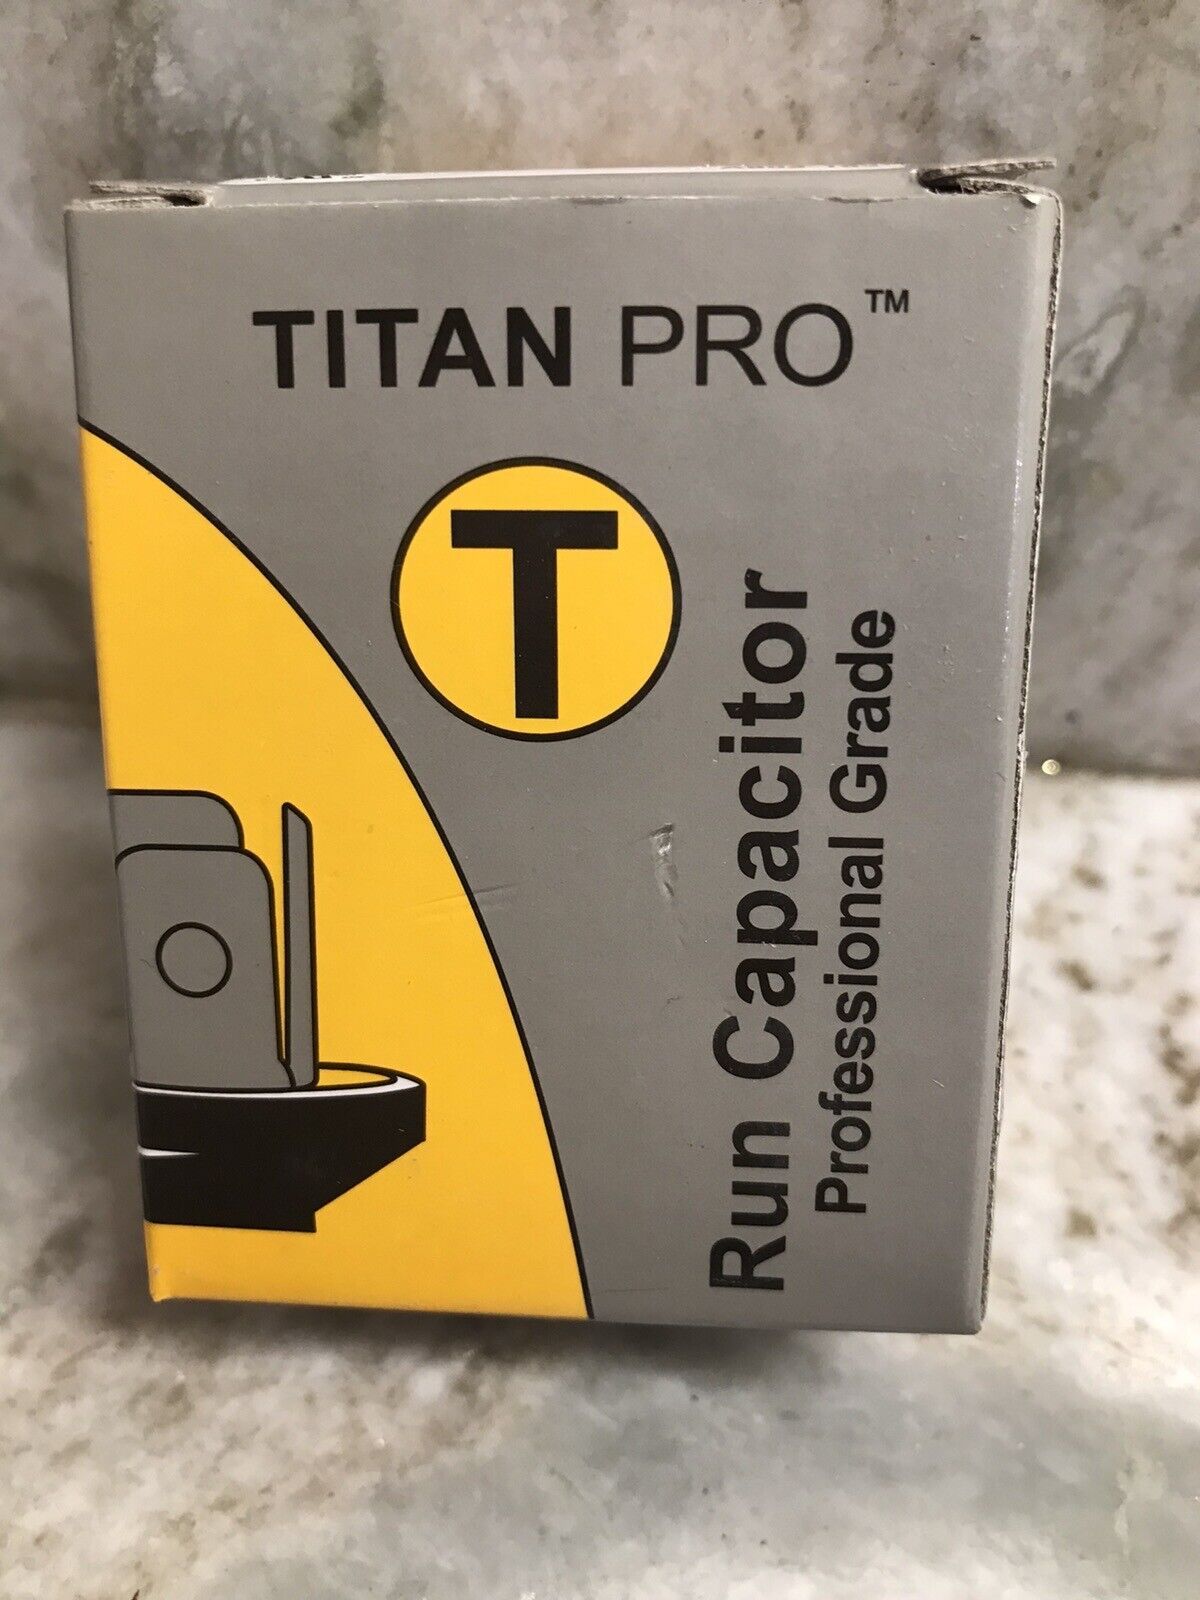 TITAN PRO™
T
Run Capacitor
Professional Grade